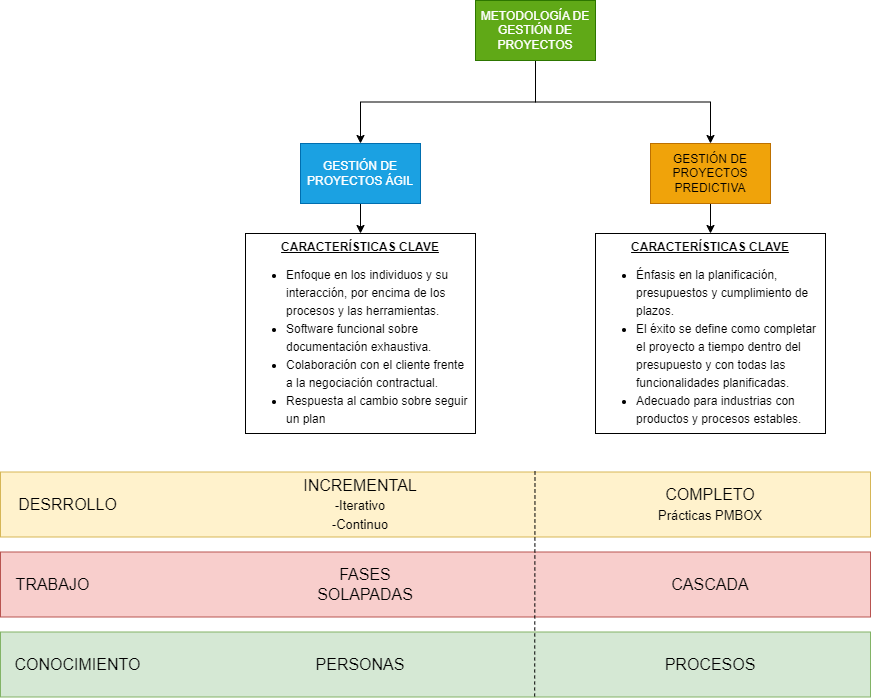 METODOLOGÍA DE
GESTIÓN DE
PROYECTOS
GESTIÓN DE
PROYECTOS ÁGIL
GESTIÓN DE
PROYECTOS
PREDICTIVA
CARACTERÍSTICAS CLAVE
• Enfoque en los individuos y su
interacción, por encima de los
procesos y las herramientas.
• Software funcional sobre
documentación exhaustiva.
• Colaboración con el cliente frente
a la negociación contractual.
• Respuesta al cambio sobre seguir
un plan
CARACTERÍSTICAS CLAVE
• Énfasis en la planificación,
presupuestos y cumplimiento de
plazos.
• El éxito se define como completar
el proyecto a tiempo dentro del
presupuesto y con todas las
funcionalidades planificadas.
• Adecuado para industrias con
productos y procesos estables.
DESRROLLO
INCREMENTAL
-Iterativo
-Continuo
COMPLETO
Prácticas PMBOX
TRABAJO
FASES
SOLAPADAS
CASCADA
CONOCIMIENTO
PERSONAS
PROCESOS